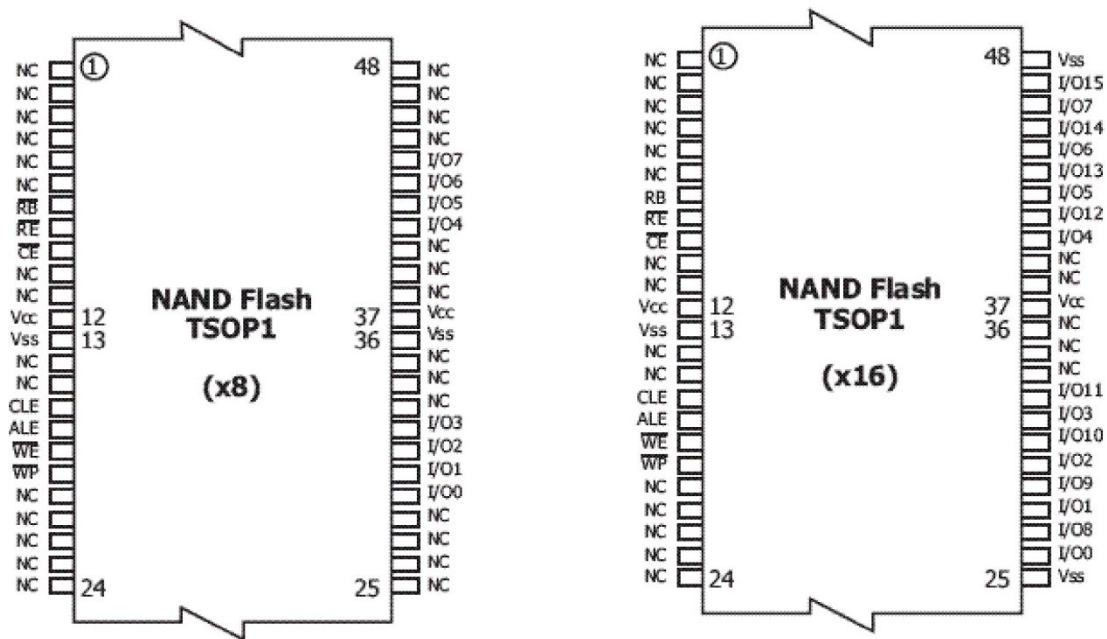 NC ① 48 NC
NC NC
NC NC
NC NC
NC I/O7
NC I/O6
RB I/O5
RE I/O4
CE NC
NC NC
NC NC
Vcc 12 37 Vcc
Vss 13 36 Vss
NC NC
NC NC
CLE NC
ALE I/O3
WE I/O2
WP I/O1
NC I/O0
NC NC
NC NC
NC NC
NC 24 25 NC
NAND Flash
TSOP1
(x8)
NC ① 48 Vss
NC I/O15
NC I/O7
NC I/O14
NC I/O6
NC I/O13
RB I/O5
RE I/O12
CE I/O4
NC NC
NC NC
Vcc 12 37 Vcc
Vss 13 36 NC
NC NC
NC NC
CLE I/O11
ALE I/O3
WE I/O10
WP I/O2
NC I/O9
NC I/O1
NC I/O8
NC I/O0
NC 24 25 Vss
NAND Flash
TSOP1
(x16)